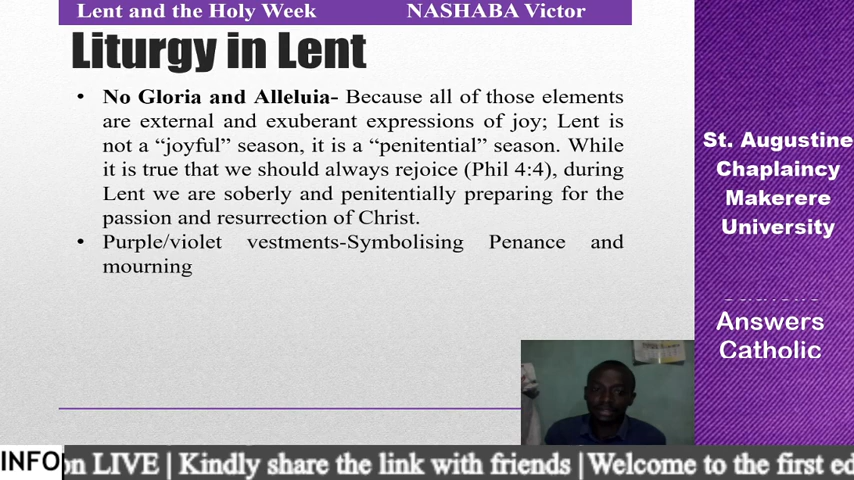 Lent and the Holy Week NASHABA Victor
Liturgy in Lent
• No Gloria and Alleluia- Because all of those elements
are external and exuberant expressions of joy; Lent is
not a “joyful” season, it is a “penitential” season. While
it is true that we should always rejoice (Phil 4:4), during
Lent we are soberly and penitentially preparing for the
passion and resurrection of Christ.
• Purple/violet vestments-Symbolising Penance and
mourning
St. Augustine
Chaplaincy
Makerere
University
Answers
Catholic
INFO on LIVE | Kindly share the link with friends | Welcome to the first ed